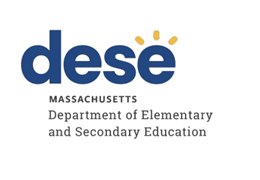 dese
MASSACHUSETTS
Department of Elementary
and Secondary Education